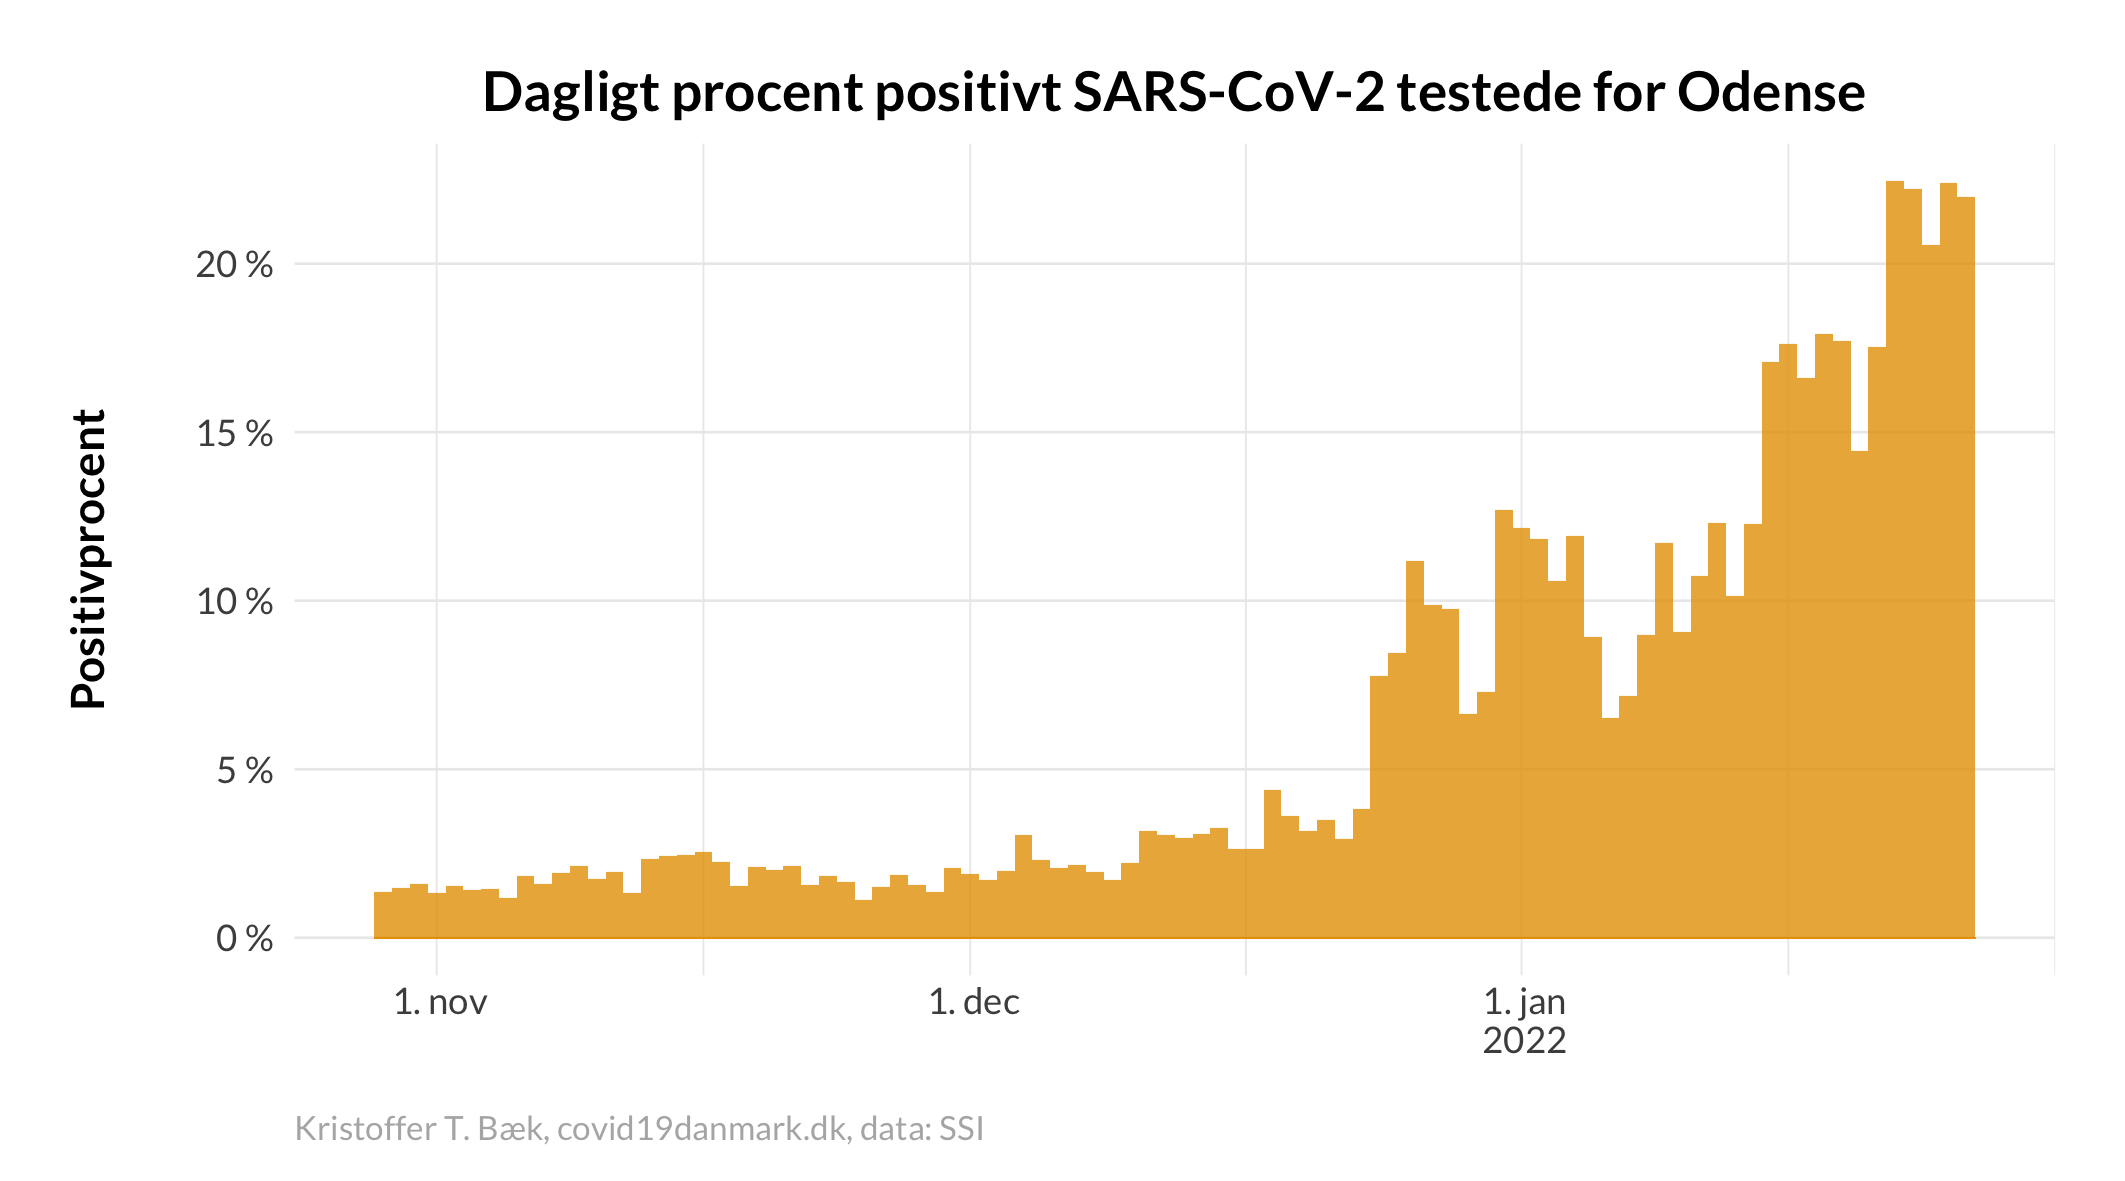 Dagligt procent positivt SARS-CoV-2 testede for Odense
Positivprocent
20 %
15 %
10 %
5 %
0 %
1. nov
1. dec
1. jan
2022
Kristoffer T. Bæk, covid19danmark.dk, data: SSI